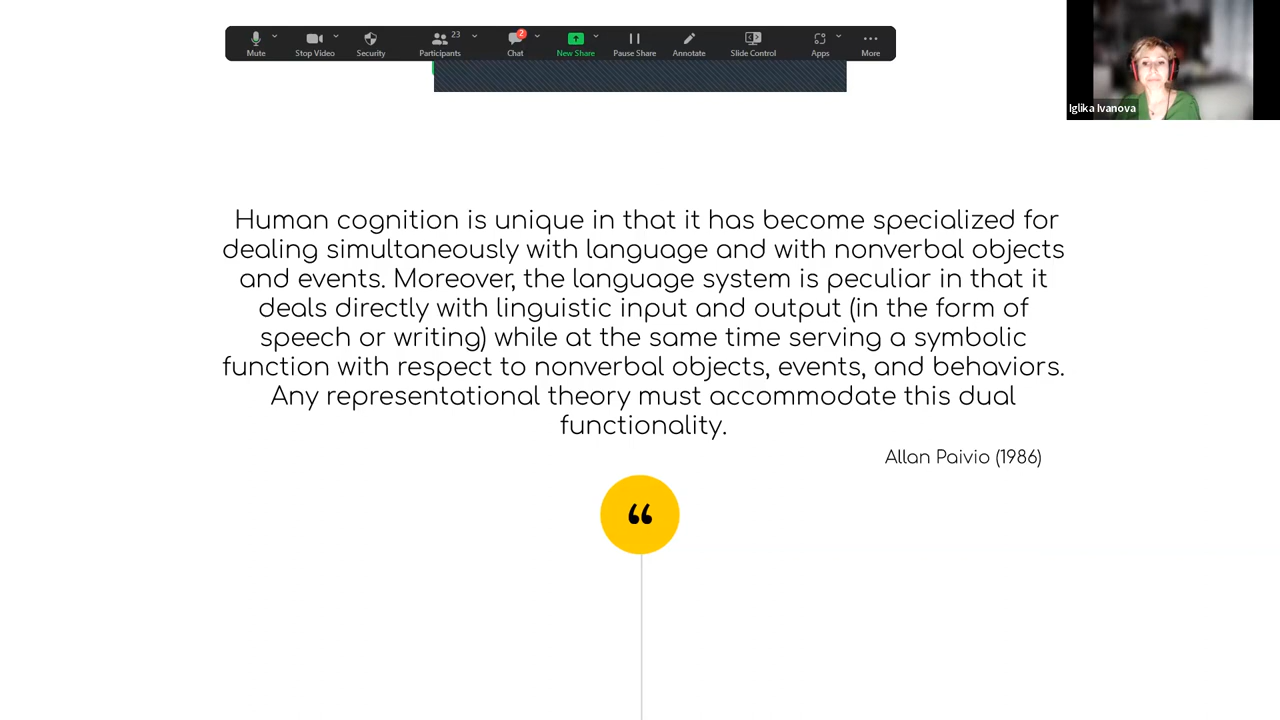 Mute
Stop Video
Security
Participants
23
Chat
2
New Share
Pause Share
Annotate
Slide Control
Apps
More
Iglika Ivanova
Human cognition is unique in that it has become specialized for
dealing simultaneously with language and with nonverbal objects
and events. Moreover, the language system is peculiar in that it
deals directly with linguistic input and output (in the form of
speech or writing) while at the same time serving a symbolic
function with respect to nonverbal objects, events, and behaviors.
Any representational theory must accommodate this dual
functionality.
Allan Paivio (1986)
“